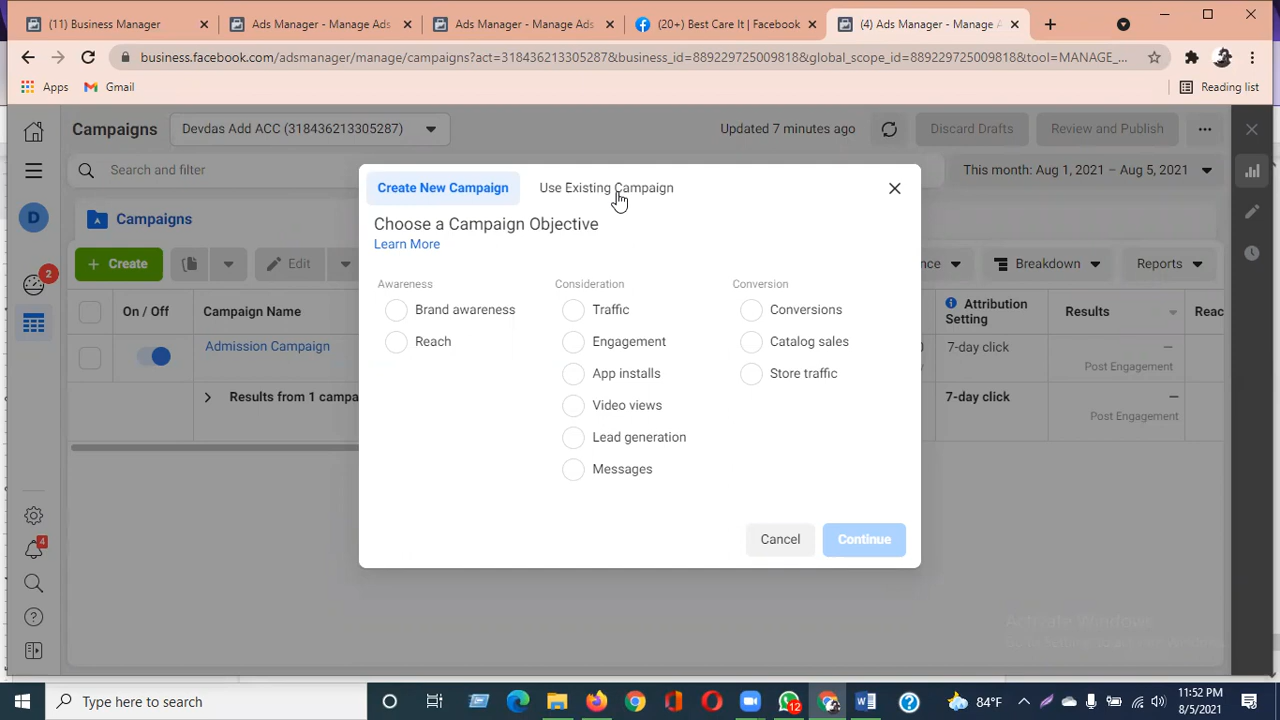 (11) Business Manager
Ads Manager - Manage Ads
Ads Manager - Manage Ads
(20+) Best Care It | Facebook
(4) Ads Manager - Manage A
business.facebook.com/adsmanager/manage/campaigns?act=318436213305287&business_id=889229725009818&global_scope_id=889229725009818&tool=MANAGE_...
Apps
Gmail
Reading list
Campaigns
Devdas Add ACC (318436213305287)
Updated 7 minutes ago
Discard Drafts
Review and Publish
Search and filter
This month: Aug 1, 2021 – Aug 5, 2021
Create New Campaign
Use Existing Campaign
Choose a Campaign Objective
Learn More
D
Campaigns
+ Create
Edit
Breakdown
Reports
2
Awareness
Consideration
Conversion
Brand awareness
Traffic
Conversions
Reach
Engagement
Catalog sales
App installs
Store traffic
Video views
Lead generation
Messages
Cancel
Continue
On / Off
Campaign Name
Attribution
Setting
Results
Reac
Admission Campaign
7-day click
—
Post Engagement
Results from 1 campa
7-day click
—
Post Engagement
4
Activate Windows
Type here to search
12
84°F
11:52 PM
8/5/2021